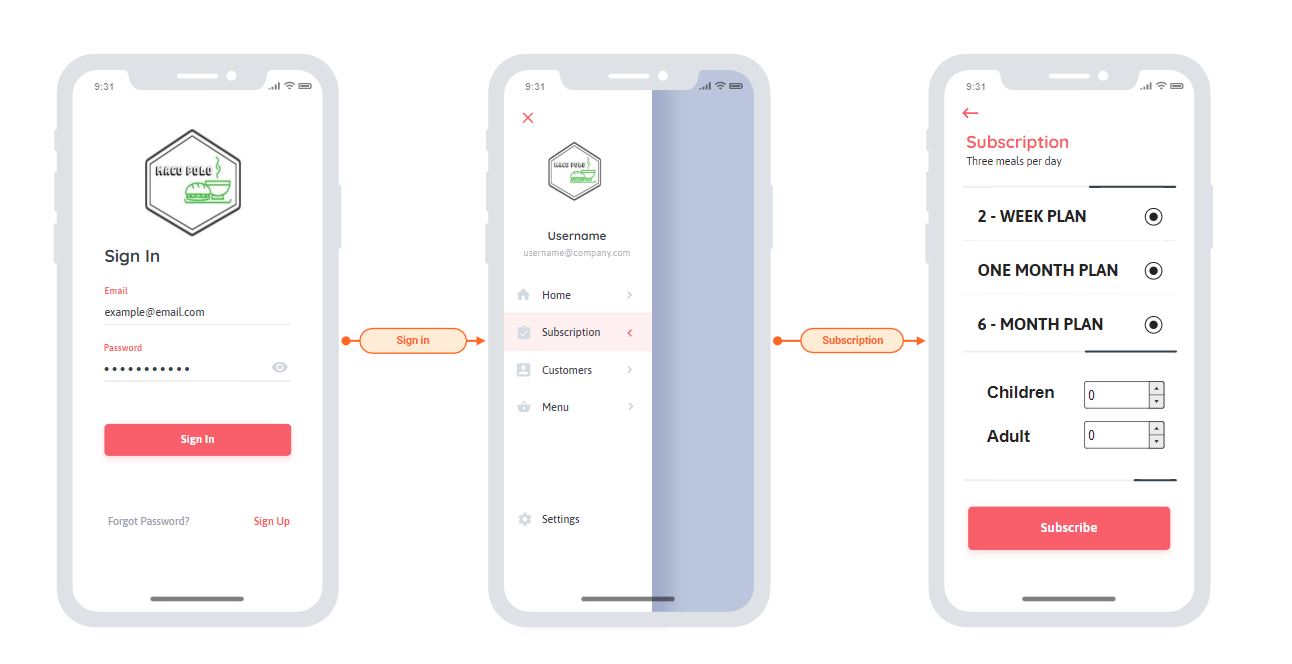 9:31
MACO POLO
Sign In
Email
example@email.com
Password
Sign In
Forgot Password?
Sign Up
Sign in
9:31
MACO POLO
Username
username@company.com
Home
Subscription
Customers
Menu
Settings
Subscription
9:31
Subscription
Three meals per day
2 - WEEK PLAN
ONE MONTH PLAN
6 - MONTH PLAN
Children 0
Adult 0
Subscribe